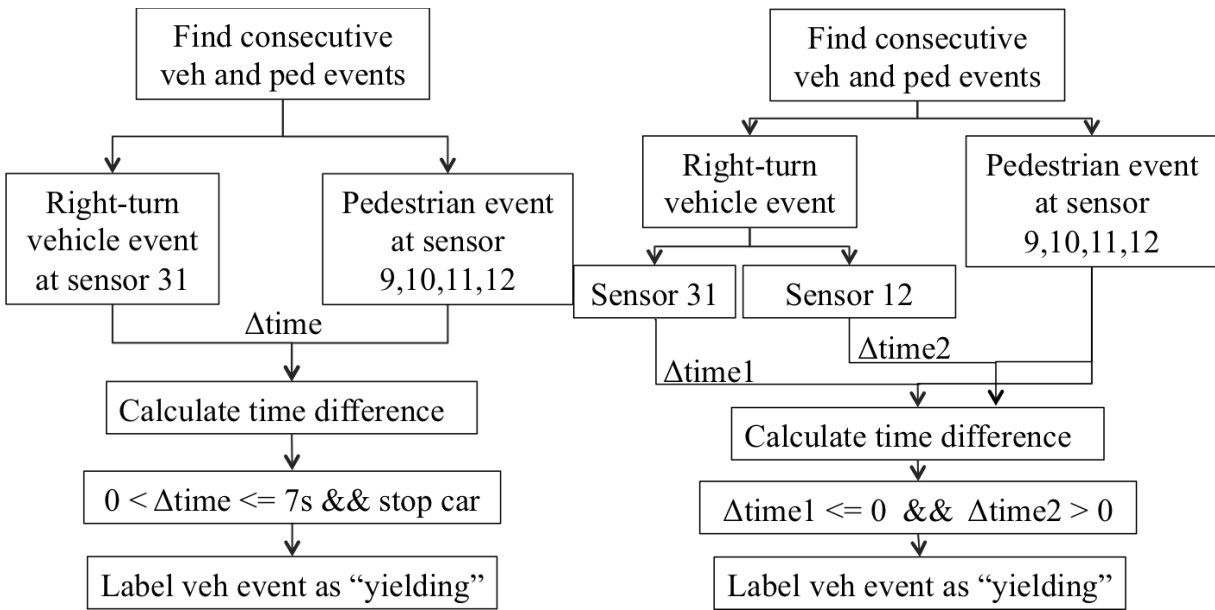 Find consecutive
veh and ped events
Right-turn
vehicle event
at sensor 31
Pedestrian event
at sensor
9,10,11,12
Δtime
Calculate time difference
0 < Δtime <= 7s && stop car
Label veh event as “yielding”
Find consecutive
veh and ped events
Right-turn
vehicle event
Pedestrian event
at sensor
9,10,11,12
Sensor 31
Sensor 12
Δtime1
Δtime2
Calculate time difference
Δtime1 <= 0 && Δtime2 > 0
Label veh event as “yielding”